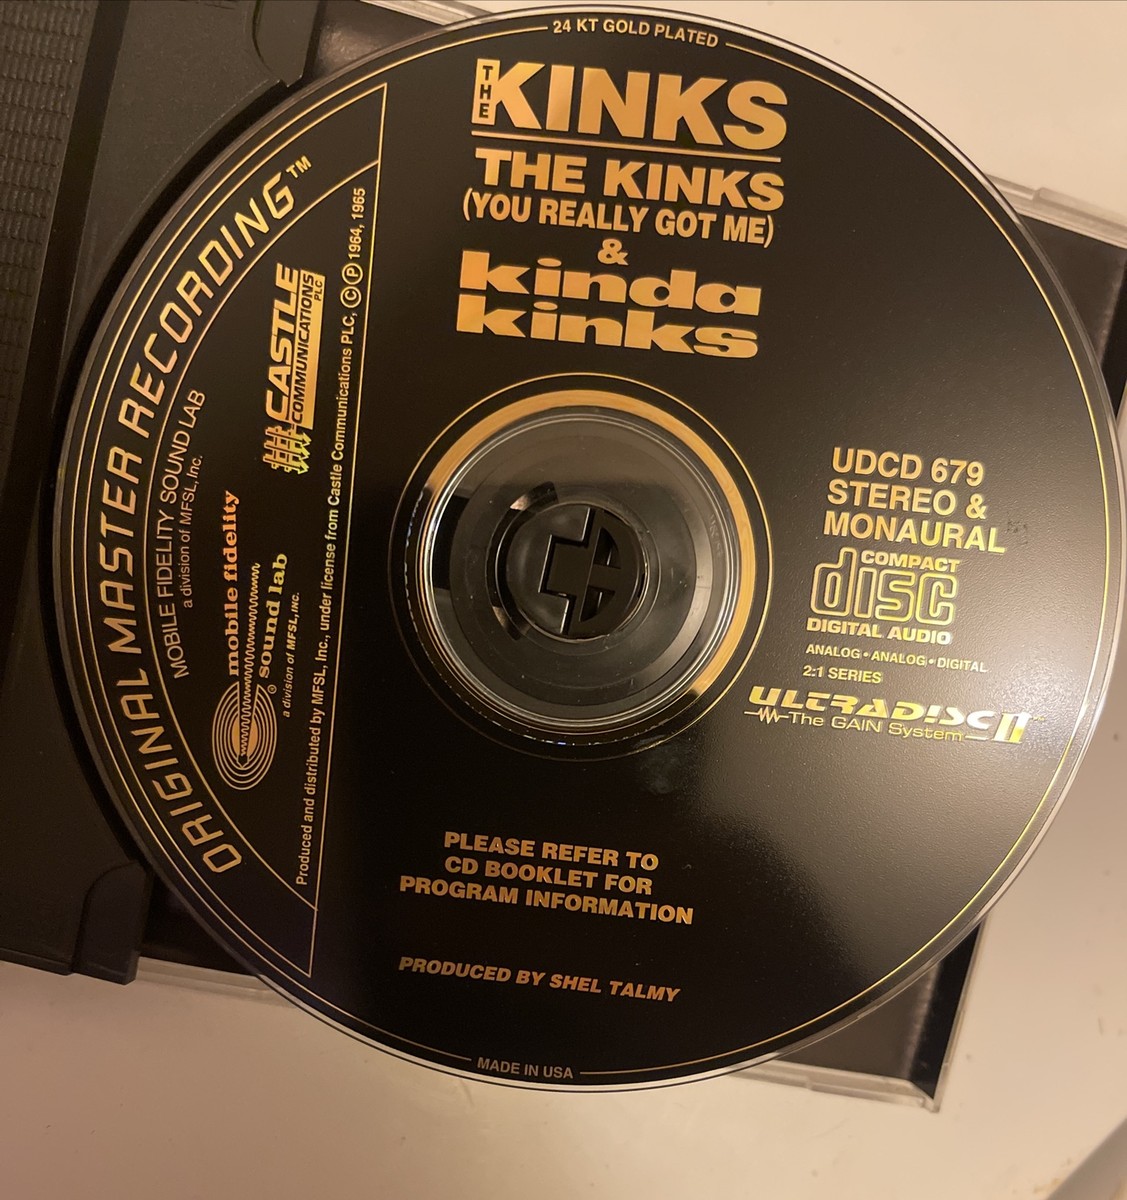 24 KT GOLD PLATED
THE KINKS
THE KINKS
(YOU REALLY GOT ME)
&
kinda
kinks
ORIGINAL MASTER RECORDING™
MOBILE FIDELITY SOUND LAB
a division of MFSL, Inc.
mobile fidelity
sound lab®
a division of MFSL, INC.
CASTLE
COMMUNICATIONS
PLC
Produced and distributed by MFSL, Inc., under license from Castle Communications PLC, © ℗ 1964, 1965
UDCD 679
STEREO &
MONAURAL
COMPACT
disc
DIGITAL AUDIO
ANALOG • ANALOG • DIGITAL
2:1 SERIES
ULTRADISC II™
The GAIN System
PLEASE REFER TO
CD BOOKLET FOR
PROGRAM INFORMATION
PRODUCED BY SHEL TALMY
MADE IN USA